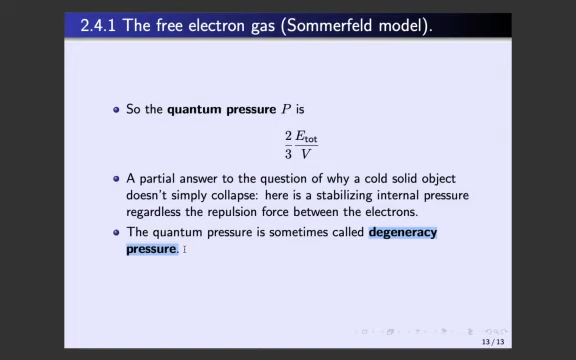 2.4.1 The free electron gas (Sommerfeld model).
So the quantum pressure P is
2 E_tot
3 V
A partial answer to the question of why a cold solid object
doesn't simply collapse: here is a stabilizing internal pressure
regardless the repulsion force between the electrons.
The quantum pressure is sometimes called degeneracy
pressure.
13 / 13